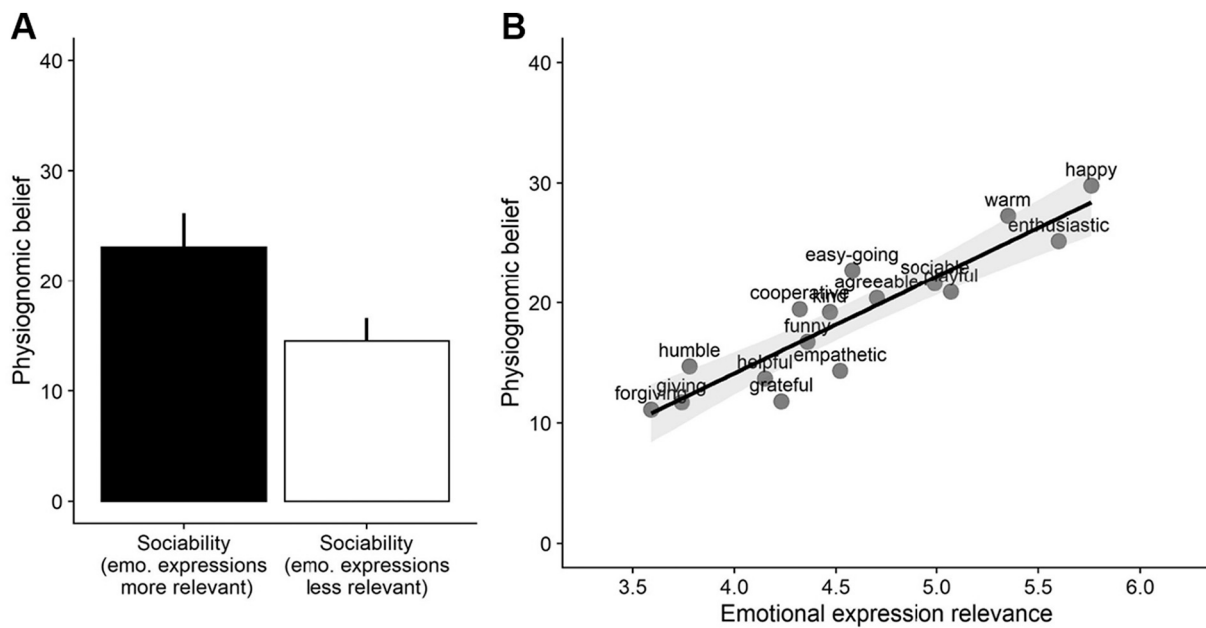 A
Physiognomic belief
40
30
20
10
0
Sociability
(emo. expressions
more relevant)
Sociability
(emo. expressions
less relevant)
B
Physiognomic belief
40
30
20
10
0
happy
warm
enthusiastic
easy-going
sociable
agreeable
playful
cooperative
kind
funny
humble
helpful
empathetic
giving
forgiving
grateful
3.5 4.0 4.5 5.0 5.5 6.0
Emotional expression relevance